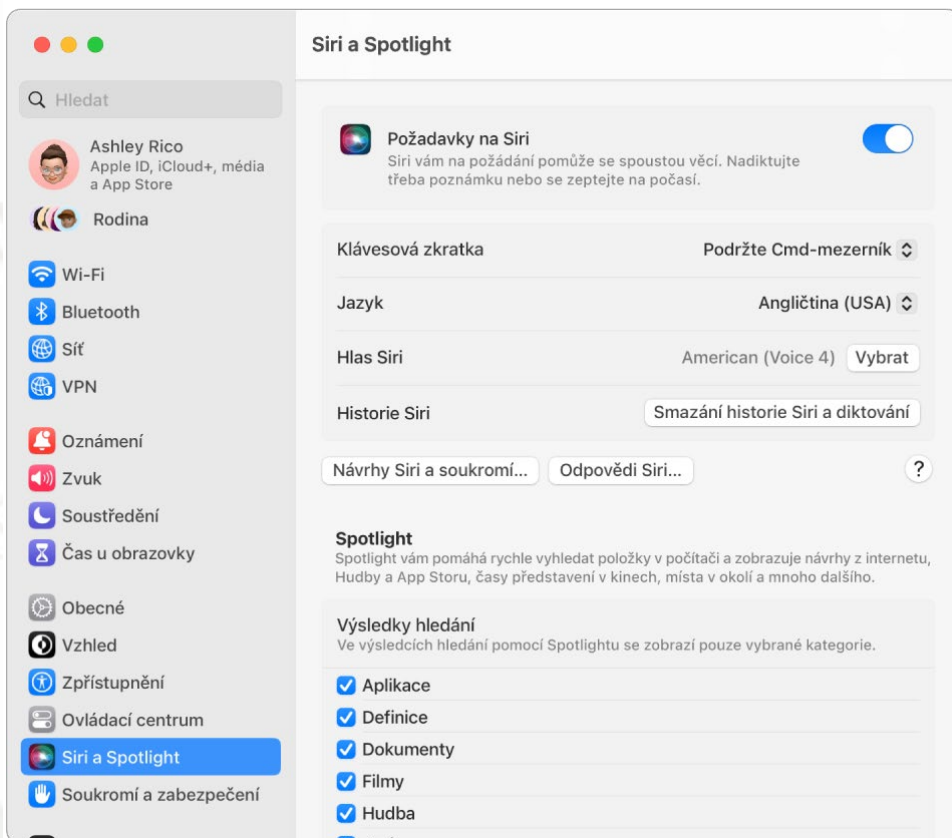 Siri a Spotlight
Hledat
Ashley Rico
Apple ID, iCloud+, média
a App Store
Rodina
Wi-Fi
Bluetooth
Síť
VPN
Oznámení
Zvuk
Soustředění
Čas u obrazovky
Obecné
Vzhled
Zpřístupnění
Ovládací centrum
Siri a Spotlight
Soukromí a zabezpečení
Požadavky na Siri
Siri vám na požádání pomůže se spoustou věcí. Nadiktujte
třeba poznámku nebo se zeptejte na počasí.
Klávesová zkratka Podržte Cmd-mezerník
Jazyk Angličtina (USA)
Hlas Siri American (Voice 4) Vybrat
Historie Siri Smazání historie Siri a diktování
Návrhy Siri a soukromí... Odpovědi Siri... ?
Spotlight
Spotlight vám pomáhá rychle vyhledat položky v počítači a zobrazuje návrhy z internetu,
Hudby a App Storu, časy představení v kinech, místa v okolí a mnoho dalšího.
Výsledky hledání
Ve výsledcích hledání pomocí Spotlightu se zobrazí pouze vybrané kategorie.
Aplikace
Definice
Dokumenty
Filmy
Hudba